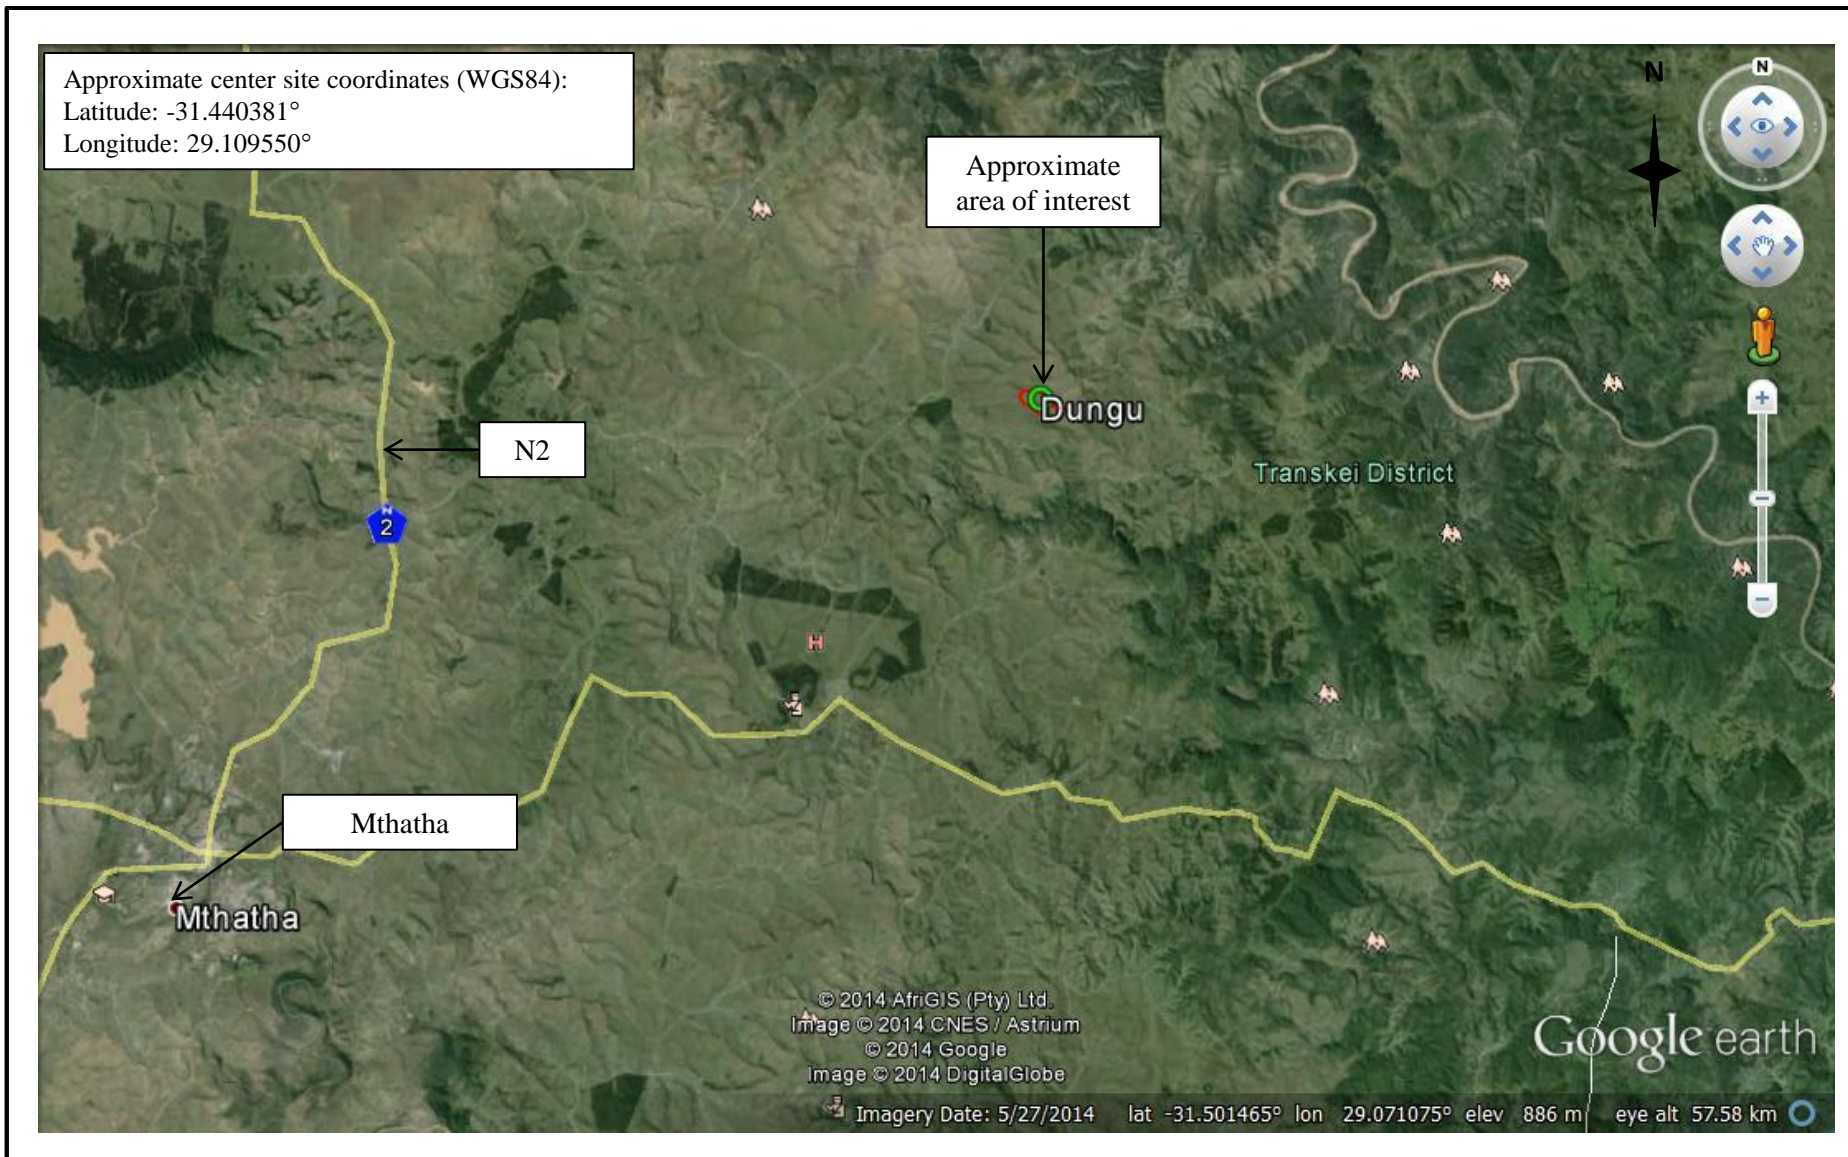 Approximate center site coordinates (WGS84):
Latitude: -31.440381°
Longitude: 29.109550°
N
N
Approximate
area of interest
Dungu
N2
Transkei District
N
2
H
Mthatha
Mthatha
© 2014 AfriGIS (Pty) Ltd.
Image © 2014 CNES / Astrium
© 2014 Google
Image © 2014 DigitalGlobe
Google earth
Imagery Date: 5/27/2014 lat -31.501465° lon 29.071075° elev 886 m eye alt 57.58 km